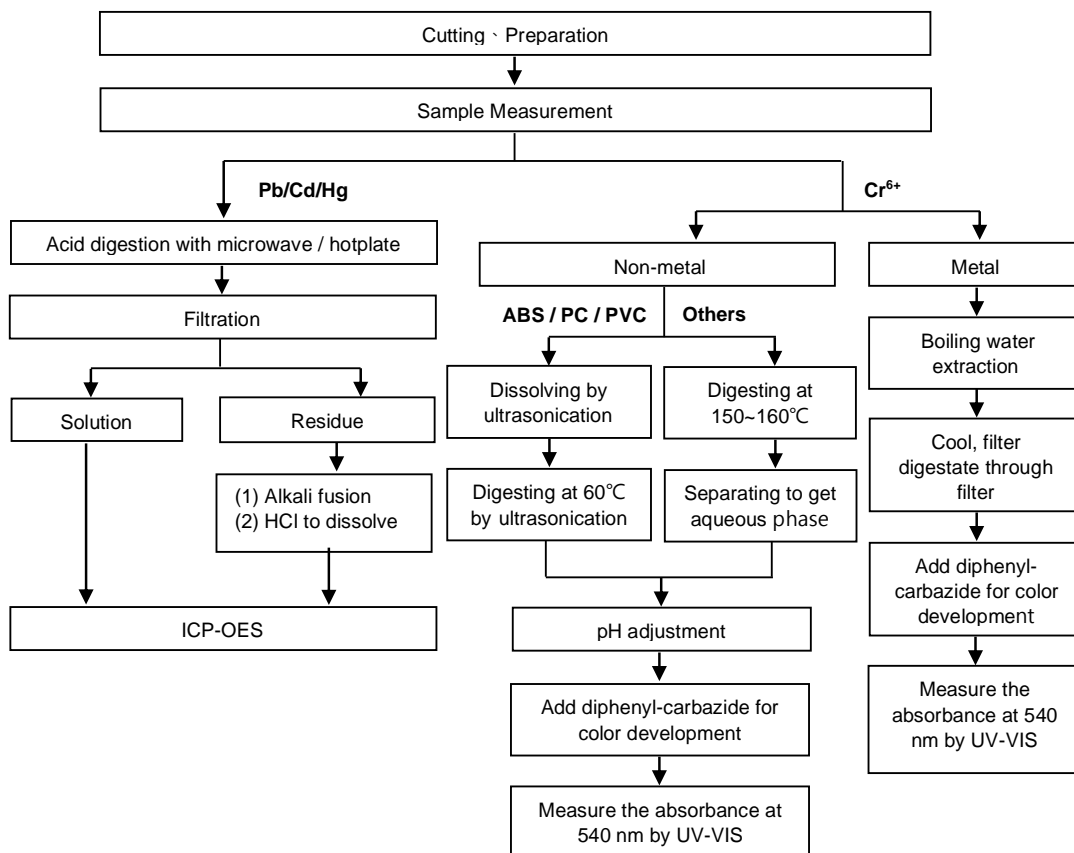 Cutting、Preparation
Sample Measurement
Pb/Cd/Hg
Cr⁶⁺
Acid digestion with microwave / hotplate
Non-metal
Metal
Filtration
ABS / PC / PVC
Others
Boiling water
extraction
Solution
Residue
Dissolving by
ultrasonication
Digesting at
150~160℃
Cool, filter
digestate through
filter
(1) Alkali fusion
(2) HCl to dissolve
Digesting at 60℃
by ultrasonication
Separating to get
aqueous phase
Add diphenyl-
carbazide for color
development
ICP-OES
pH adjustment
Add diphenyl-carbazide for
color development
Measure the
absorbance at 540
nm by UV-VIS
Measure the absorbance at
540 nm by UV-VIS